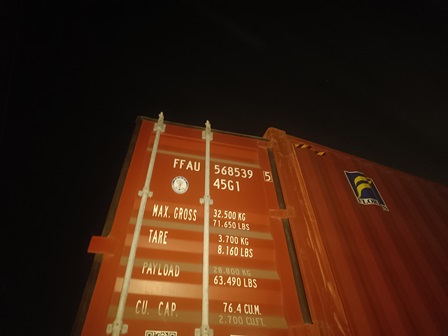 FFAU 568539 5
45G1
MAX. GROSS 32.500 KG
71.650 LBS
TARE 3.700 KG
8.160 LBS
PAYLOAD 28.800 KG
63.490 LBS
CU. CAP. 76.4 CU.M.
2.700 CU.FT.